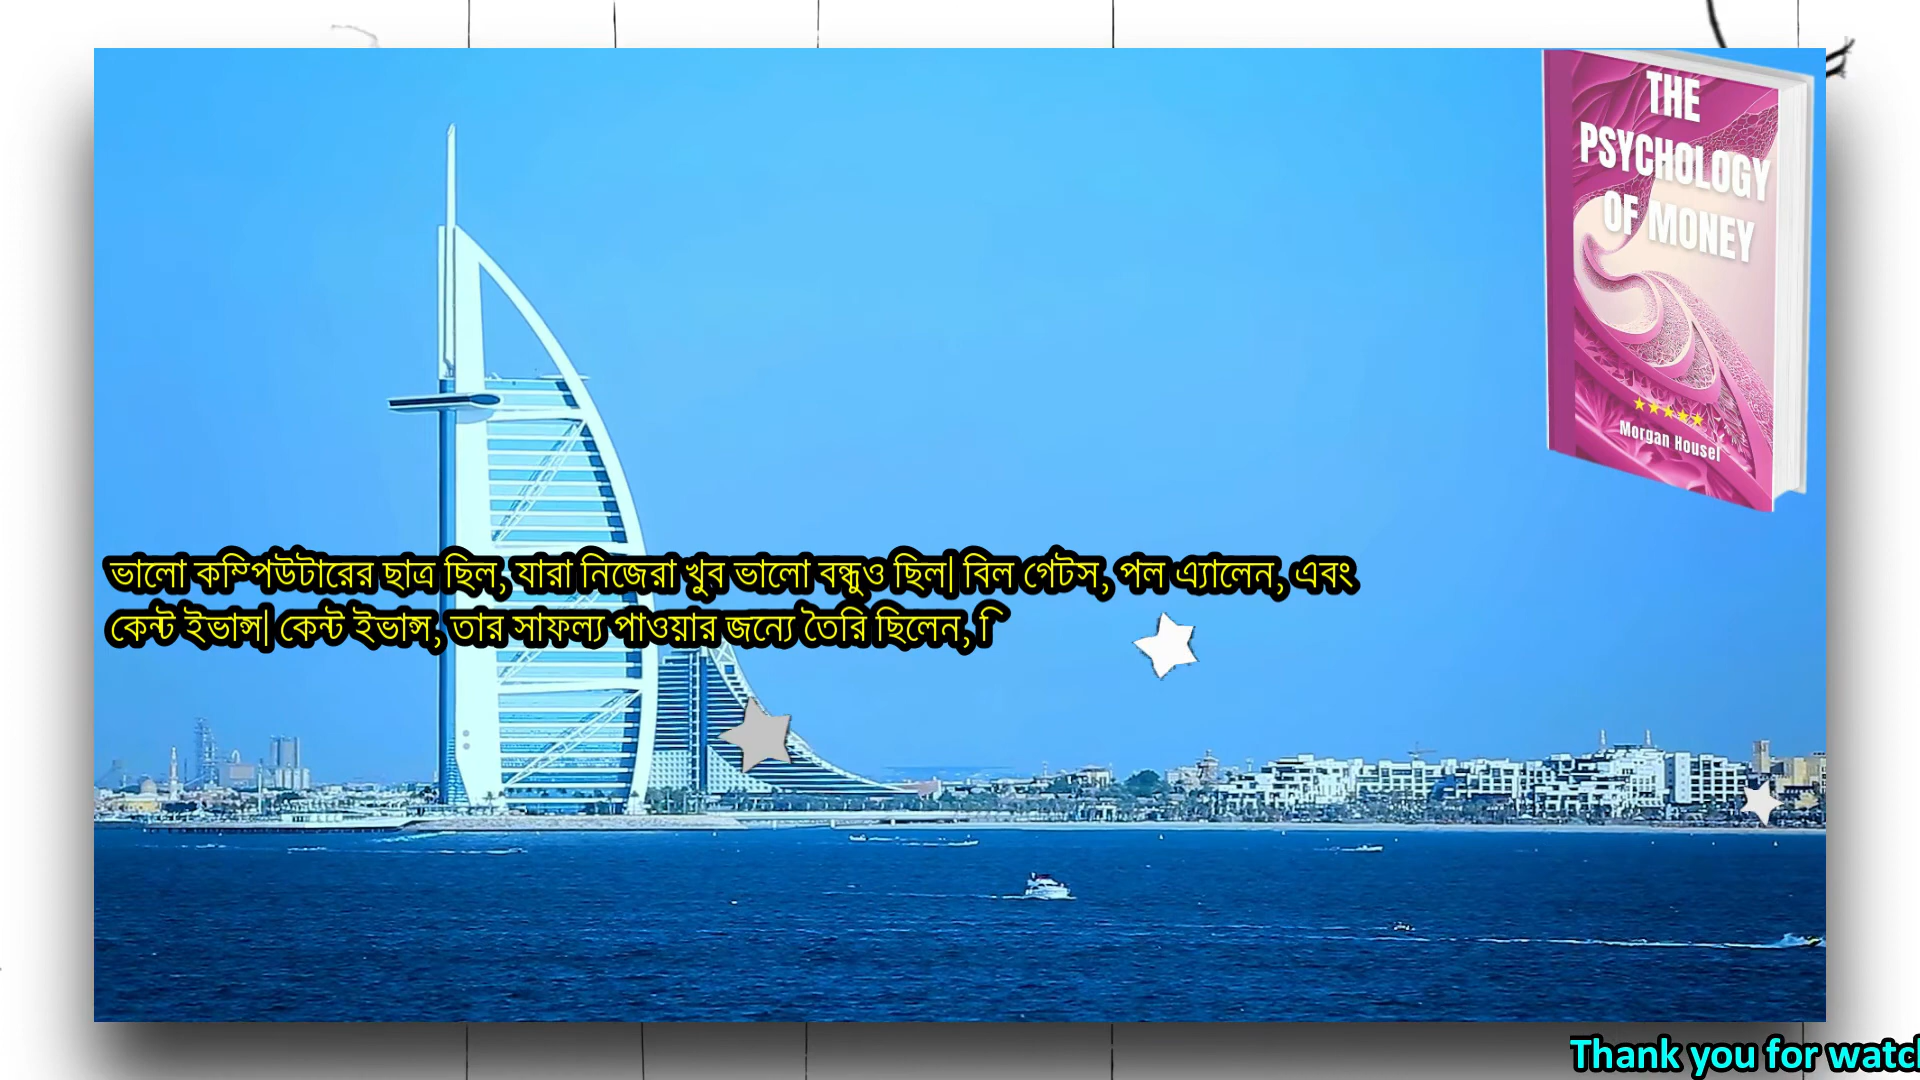 THE
PSYCHOLOGY
OF MONEY
Morgan Housel
ভালো কম্পিউটারের ছাত্র ছিল, যারা নিজেরা খুব ভালো বন্ধুও ছিল| বিল গেটস, পল এ্যালেন, এবং
কেন্ট ইভান্স| কেন্ট ইভান্স, তার সাফল্য পাওয়ার জন্যে তৈরি ছিলেন,
Thank you for watch